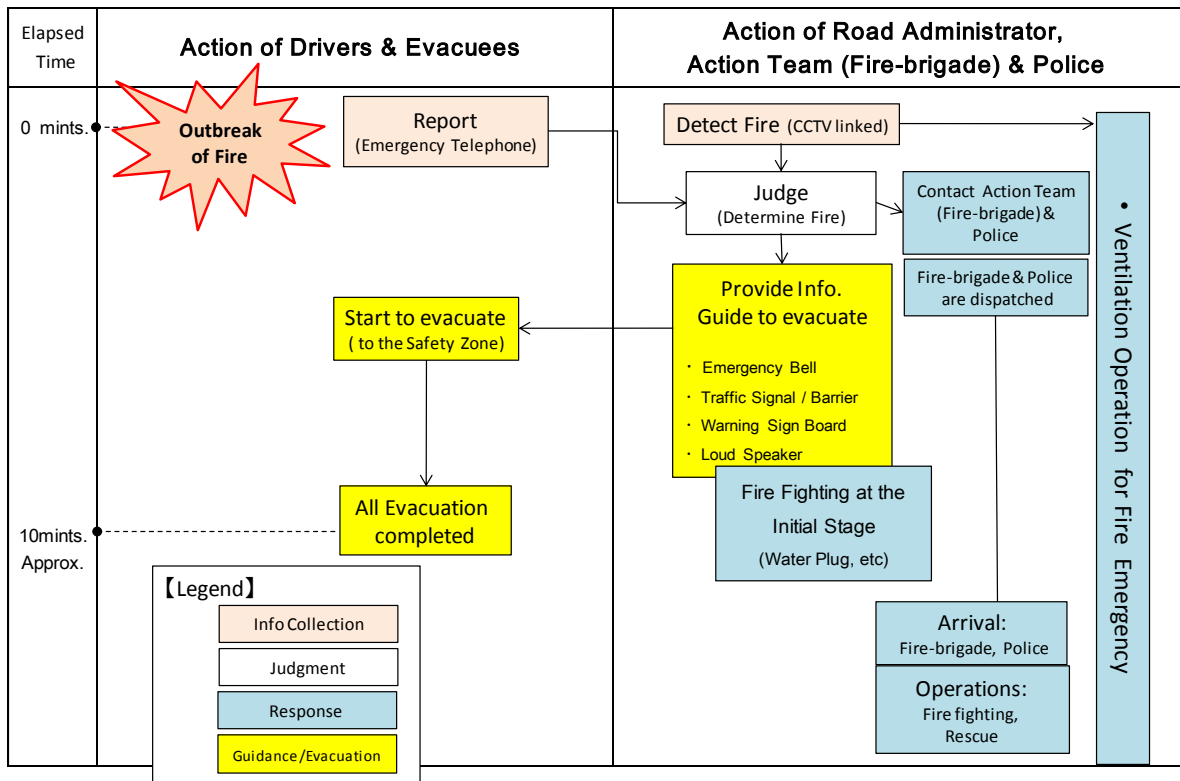 Elapsed
Time
Action of Drivers & Evacuees
Action of Road Administrator,
Action Team (Fire-brigade) & Police
0 mints.
Outbreak
of Fire
Report
(Emergency Telephone)
Detect Fire (CCTV linked)
Judge
(Determine Fire)
Contact Action Team
(Fire-brigade) &
Police
Fire-brigade & Police
are dispatched
• Ventilation Operation for Fire Emergency
Provide Info.
Guide to evacuate
・ Emergency Bell
・ Traffic Signal / Barrier
・ Warning Sign Board
・ Loud Speaker
Start to evacuate
( to the Safety Zone)
All Evacuation
completed
10mints.
Approx.
Fire Fighting at the
Initial Stage
(Water Plug, etc)
Arrival:
Fire-brigade, Police
Operations:
Fire fighting,
Rescue
【Legend】
Info Collection
Judgment
Response
Guidance/Evacuation